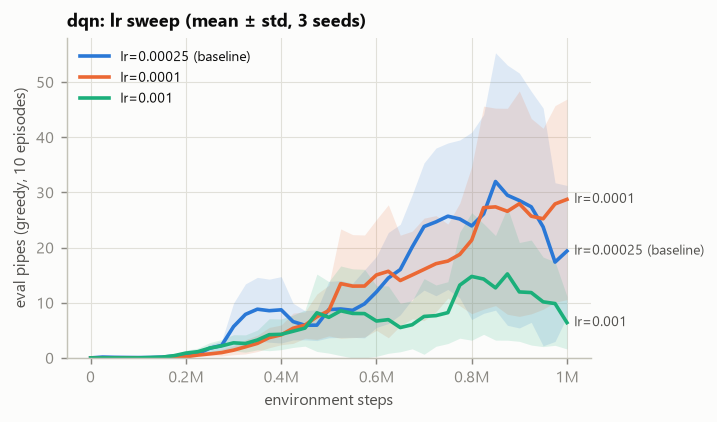 dqn: lr sweep (mean ± std, 3 seeds)
lr=0.00025 (baseline)
lr=0.0001
lr=0.001
eval pipes (greedy, 10 episodes)
50
40
30
20
10
0
lr=0.0001
lr=0.00025 (baseline)
lr=0.001
0
0.2M
0.4M
0.6M
0.8M
1M
environment steps